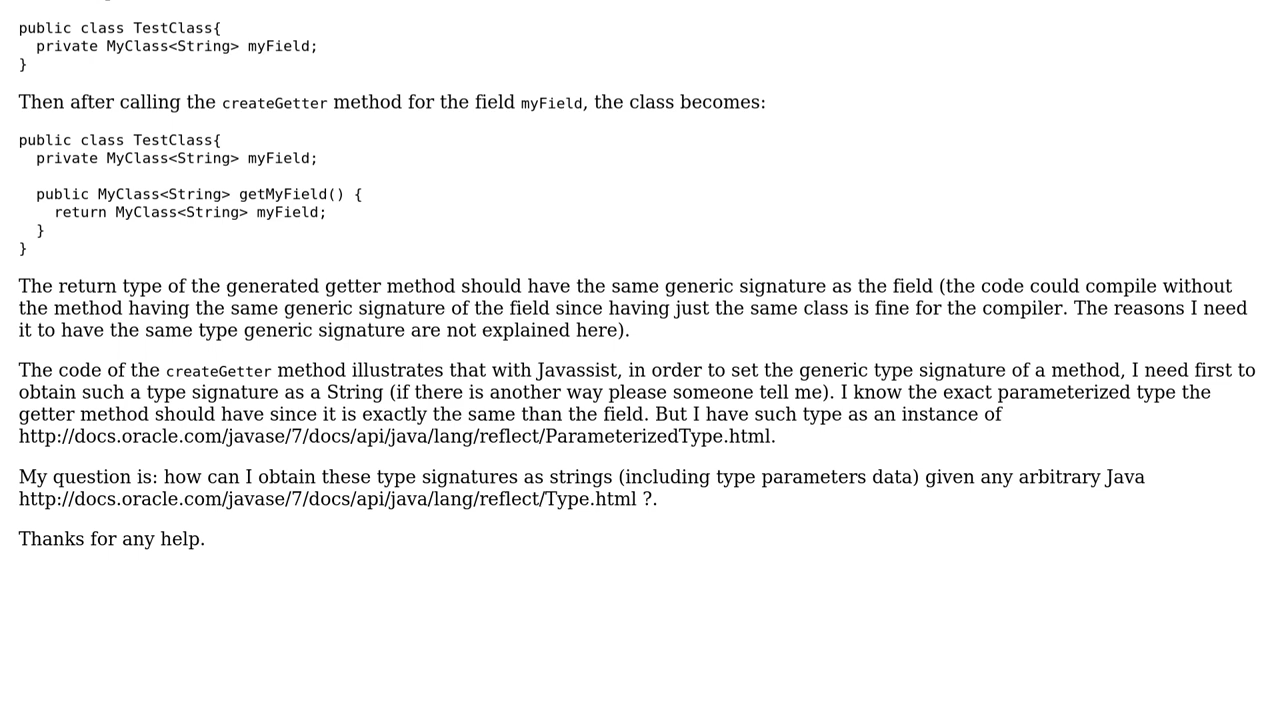 public class TestClass{
  private MyClass<String> myField;
}
Then after calling the createGetter method for the field myField, the class becomes:
public class TestClass{
  private MyClass<String> myField;
  public MyClass<String> getMyField() {
    return MyClass<String> myField;
  }
}
The return type of the generated getter method should have the same generic signature as the field (the code could compile without
the method having the same generic signature of the field since having just the same class is fine for the compiler. The reasons I need
it to have the same type generic signature are not explained here).
The code of the createGetter method illustrates that with Javassist, in order to set the generic type signature of a method, I need first to
obtain such a type signature as a String (if there is another way please someone tell me). I know the exact parameterized type the
getter method should have since it is exactly the same than the field. But I have such type as an instance of
http://docs.oracle.com/javase/7/docs/api/java/lang/reflect/ParameterizedType.html.
My question is: how can I obtain these type signatures as strings (including type parameters data) given any arbitrary Java
http://docs.oracle.com/javase/7/docs/api/java/lang/reflect/Type.html ?.
Thanks for any help.